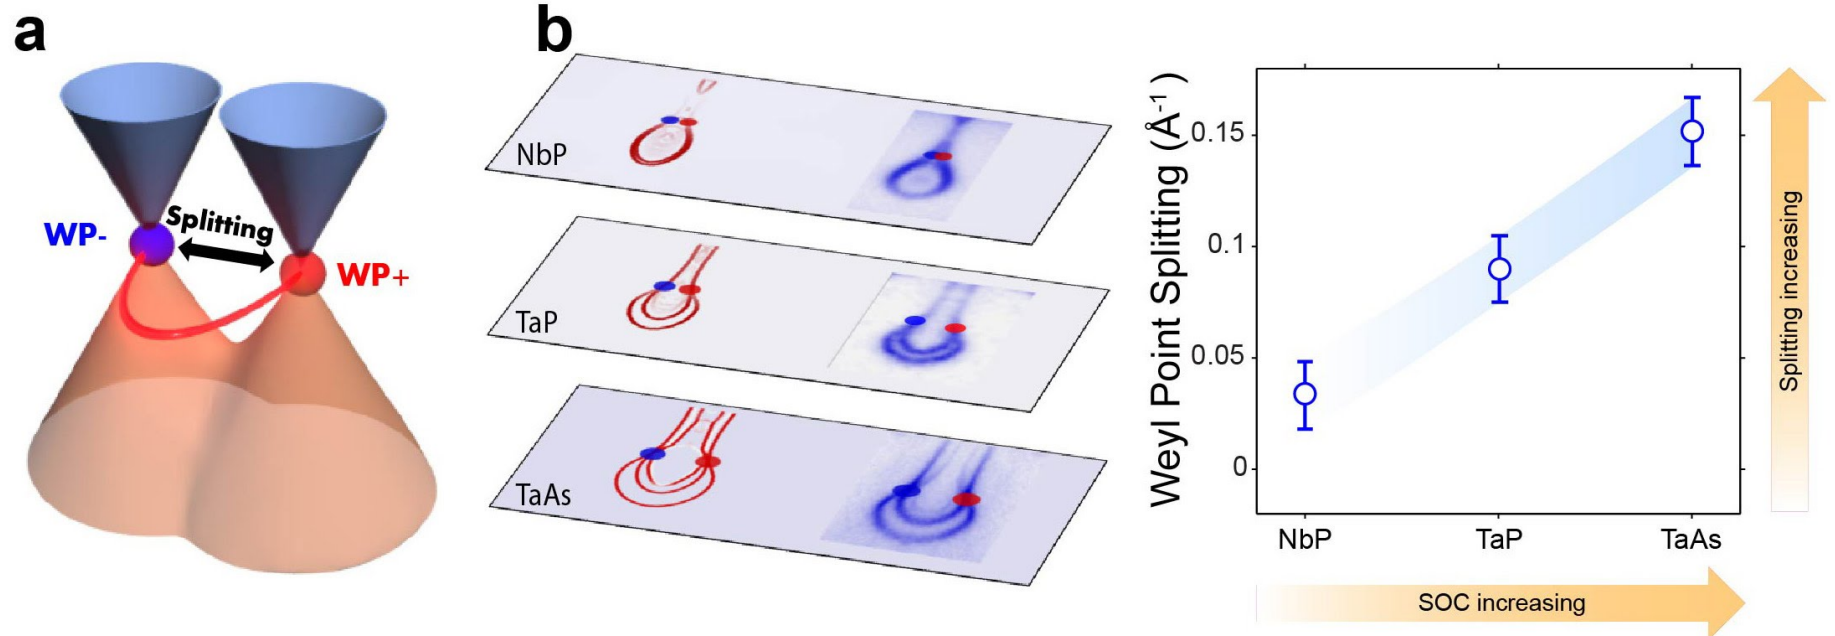 a
Splitting
WP-
WP+
b
NbP
TaP
TaAs
Weyl Point Splitting (Å⁻¹)
0.15
0.1
0.05
0
NbP TaP TaAs
SOC increasing
Splitting increasing